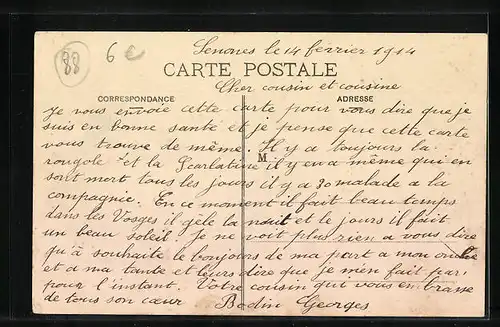 88
6 €
Senones le 14 fevrier 1914
CARTE POSTALE
Cher cousin et cousine
CORRESPONDANCE
ADRESSE
Je vous envoie cette carte pour vous dire que je
suis en bonne santé et je pense que cette carte
vous trouve de même. Il y a toujours la
rougole et la Scarlatine il y en a même qui en
M
sont mort tous les jours il y a 30 malade a la
compagnie. En ce moment il fait beau temps
dans les Vosges il gèle la nuit et le jours il fait
un beau soleil. Je ne voit plus rien a vous dire
qu'à souhaité le bonjours de ma part a mon oncle
et a ma tante et leurs dire que je m'en fait pas
pour l'instant. Votre cousin qui vous embrasse
de tous son cœur Bodin Georges